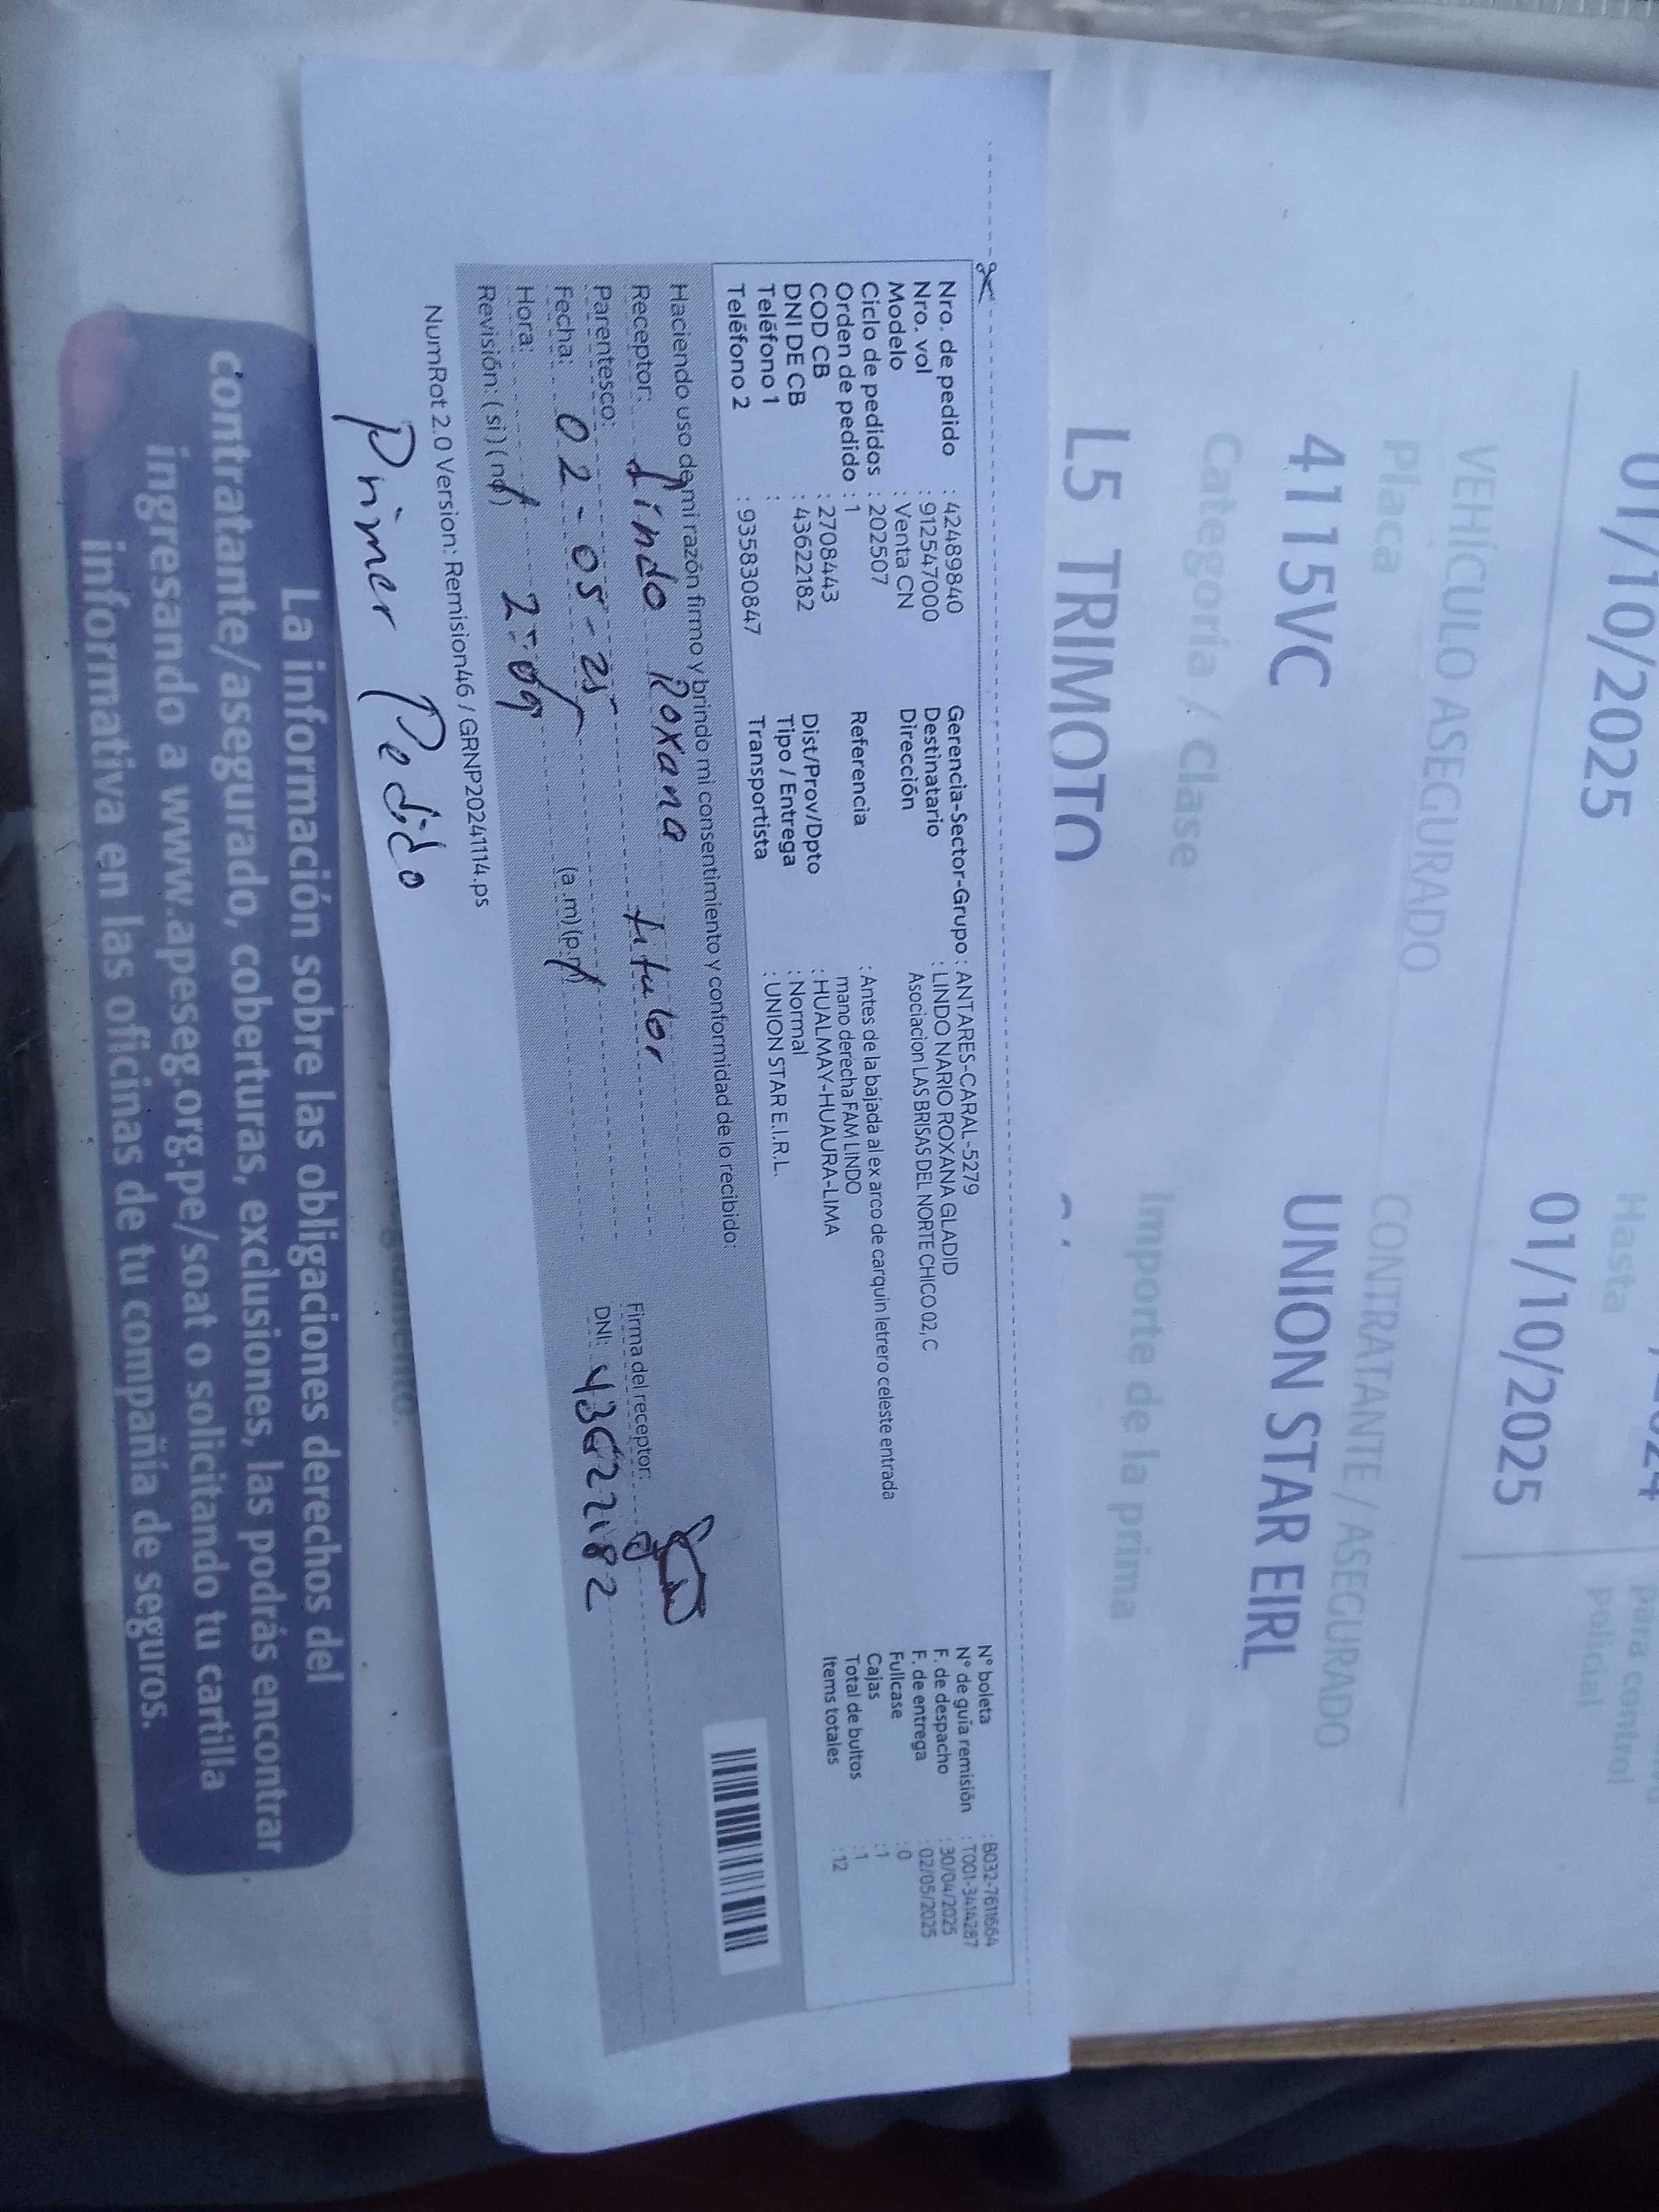 01/10/2025
Hasta
01/10/2025
para control
policial
VEHÍCULO ASEGURADO
Placa
4115VC
Categoría / Clase
L5 TRIMOTO
CONTRATANTE / ASEGURADO
UNION STAR EIRL
Importe de la prima
Nro. de pedido : 42489840
Nro. vol : 912547000
Modelo : Venta CN
Ciclo de pedidos : 202507
Orden de pedido : 1
COD CB : 2708443
DNI DE CB : 43622182
Teléfono 1 :
Teléfono 2 : 935830847
Gerencia-Sector-Grupo : ANTARES-CARAL-5279
Destinatario : LINDO NARIO ROXANA GLADID
Dirección Asociacion LAS BRISAS DEL NORTE CHICO 02, C
Referencia : Antes de la bajada al ex arco de carquin letrero celeste entrada
mano derecha FAM LINDO
Dist/Prov/Dpto : HUALMAY-HUAURA-LIMA
Tipo / Entrega : Normal
Transportista : UNION STAR E.I.R.L.
N° boleta : B032-7611664
N° de guía remisión : T001-3414287
F. de despacho : 30/04/2025
F. de entrega : 02/05/2025
Fullcase : 0
Cajas : 1
Total de bultos : 1
Items totales : 12
Haciendo uso de mi razón firmo y brindo mi consentimiento y conformidad de lo recibido:
Receptor: Lindo Roxana titular
Parentesco:
Fecha: 02-05-25
Hora: 2:09 (a.m)(p.m)
Revisión: (si) (no)
Firma del receptor:
DNI: 43622182
NumRot 2.0 Version: Remision46 / GRNP20241114.ps
Primer Pedido
La información sobre las obligaciones derechos del
contratante/asegurado, coberturas, exclusiones, las podrás encontrar
ingresando a www.apeseg.org.pe/soat o solicitando tu cartilla
informativa en las oficinas de tu compañía de seguros.